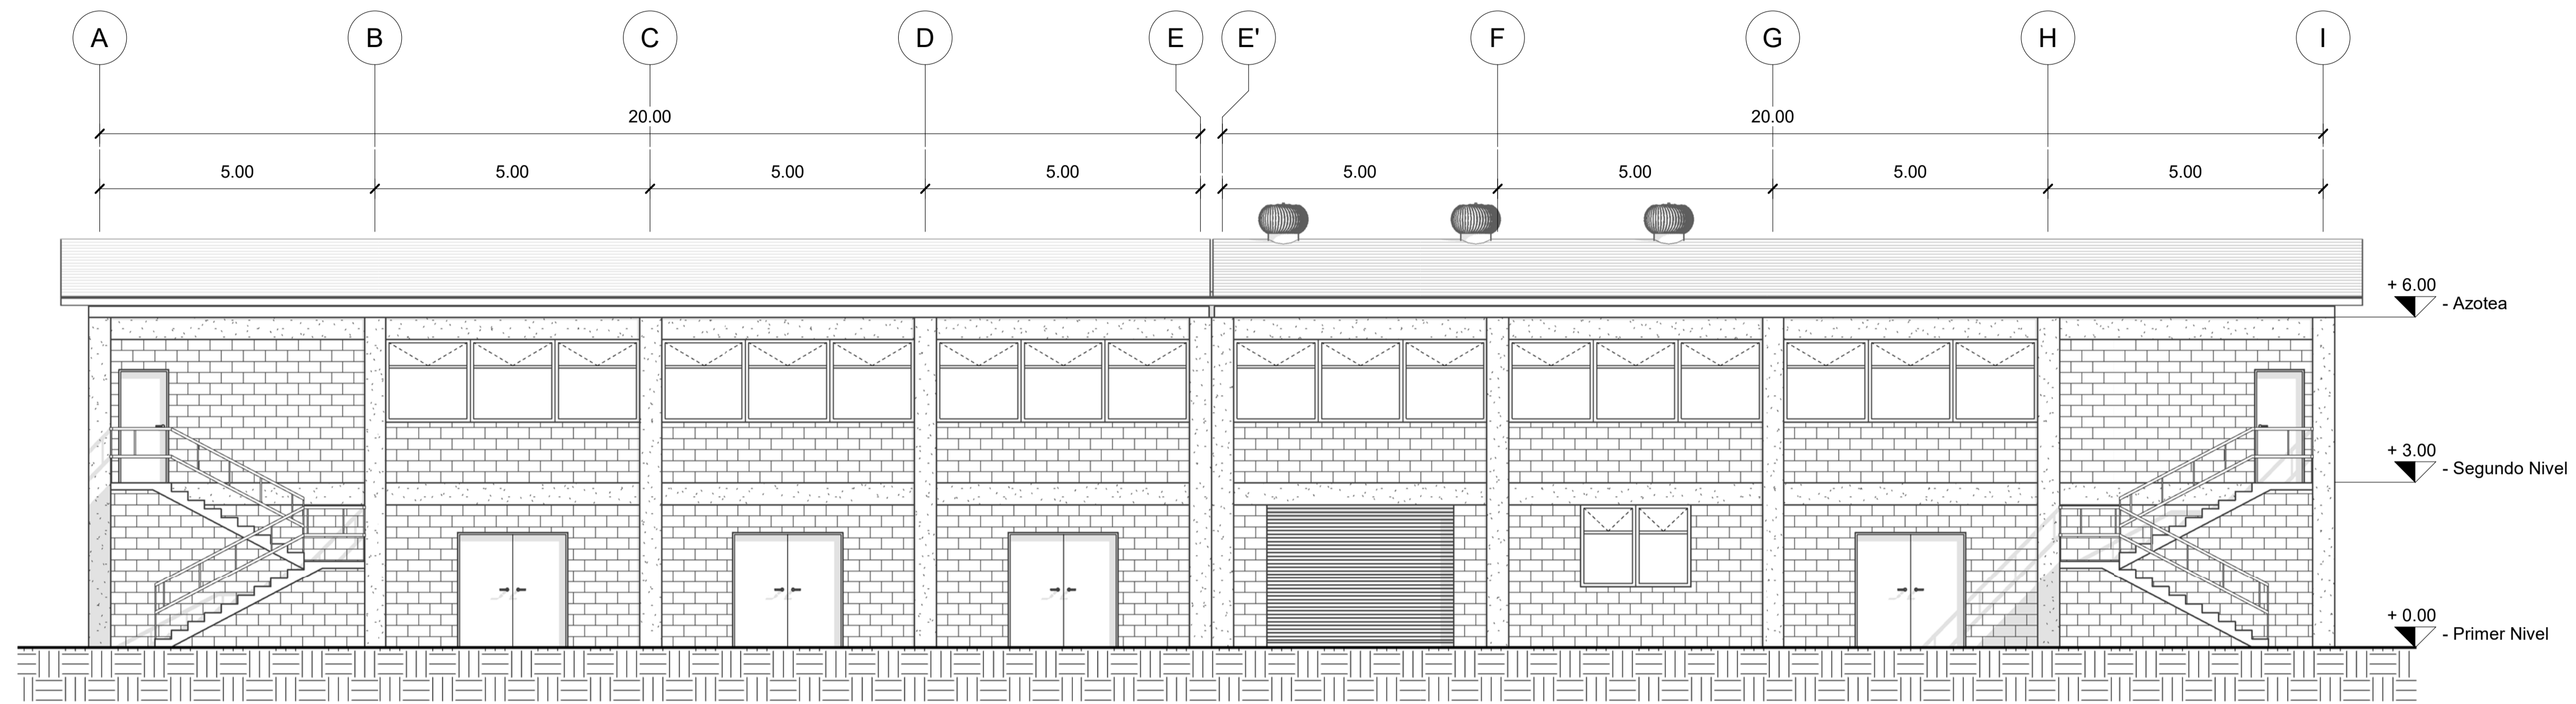 A B C D E E' F G H I
20.00 20.00
5.00 5.00 5.00 5.00 5.00 5.00 5.00 5.00
+ 6.00
- Azotea
+ 3.00
- Segundo Nivel
+ 0.00
- Primer Nivel